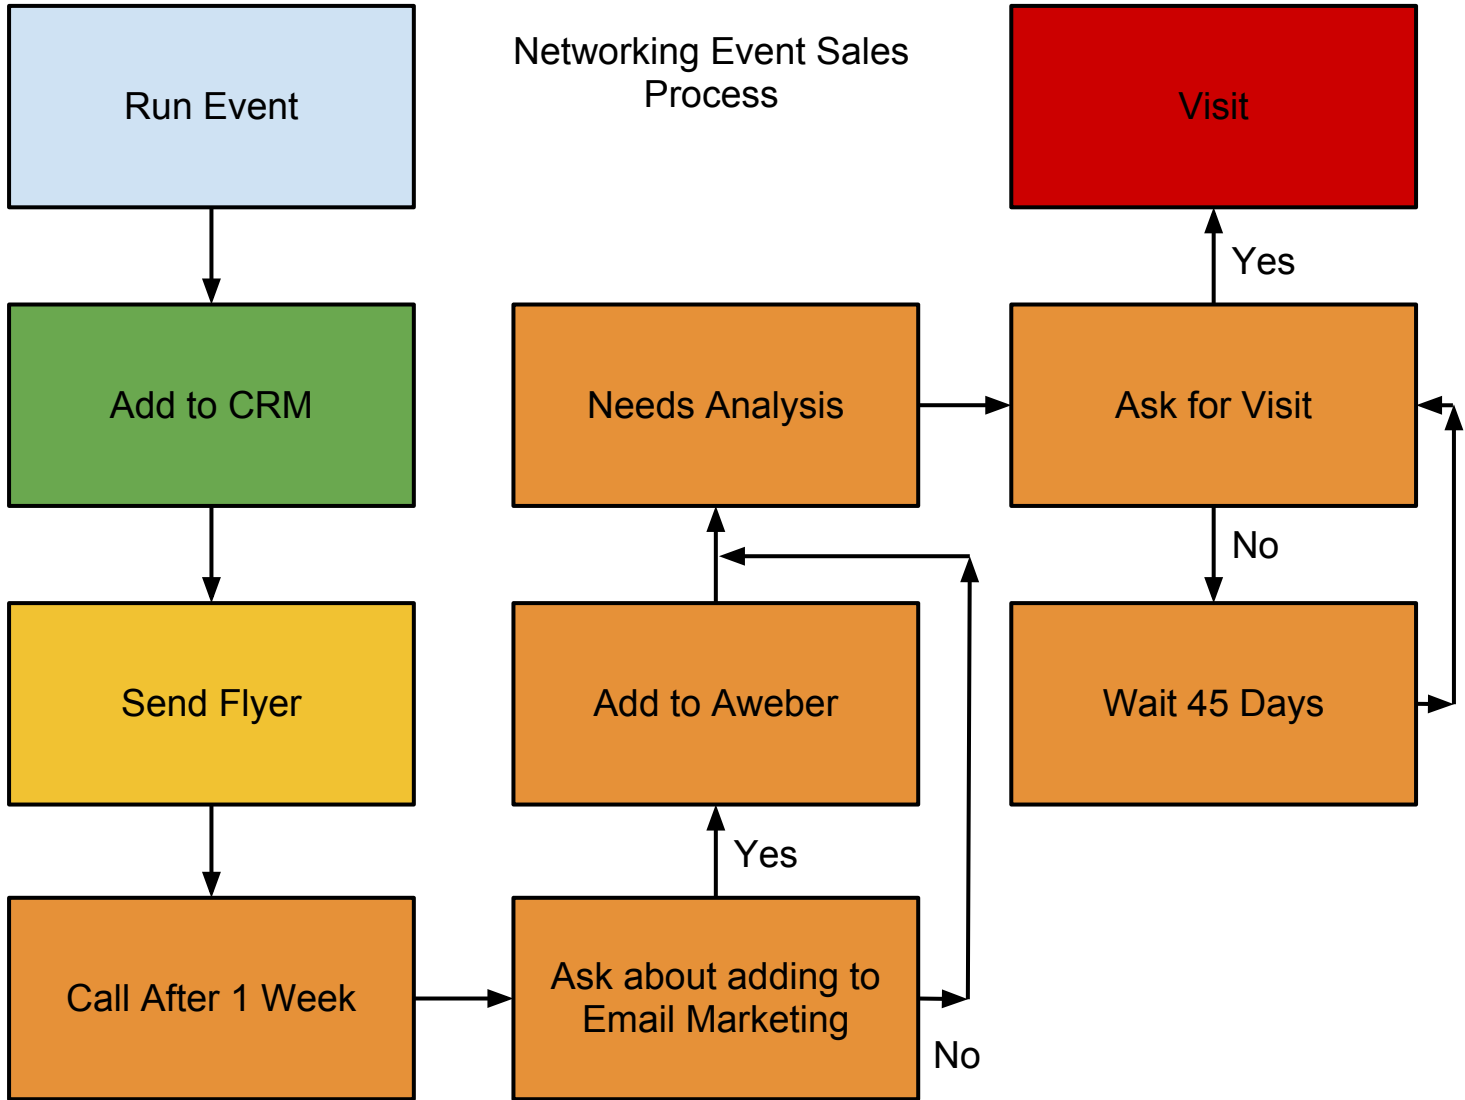 Networking Event Sales
Process
Run Event
Add to CRM
Send Flyer
Call After 1 Week
Ask about adding to
Email Marketing
Yes
No
Add to Aweber
Needs Analysis
Ask for Visit
Yes
Visit
No
Wait 45 Days